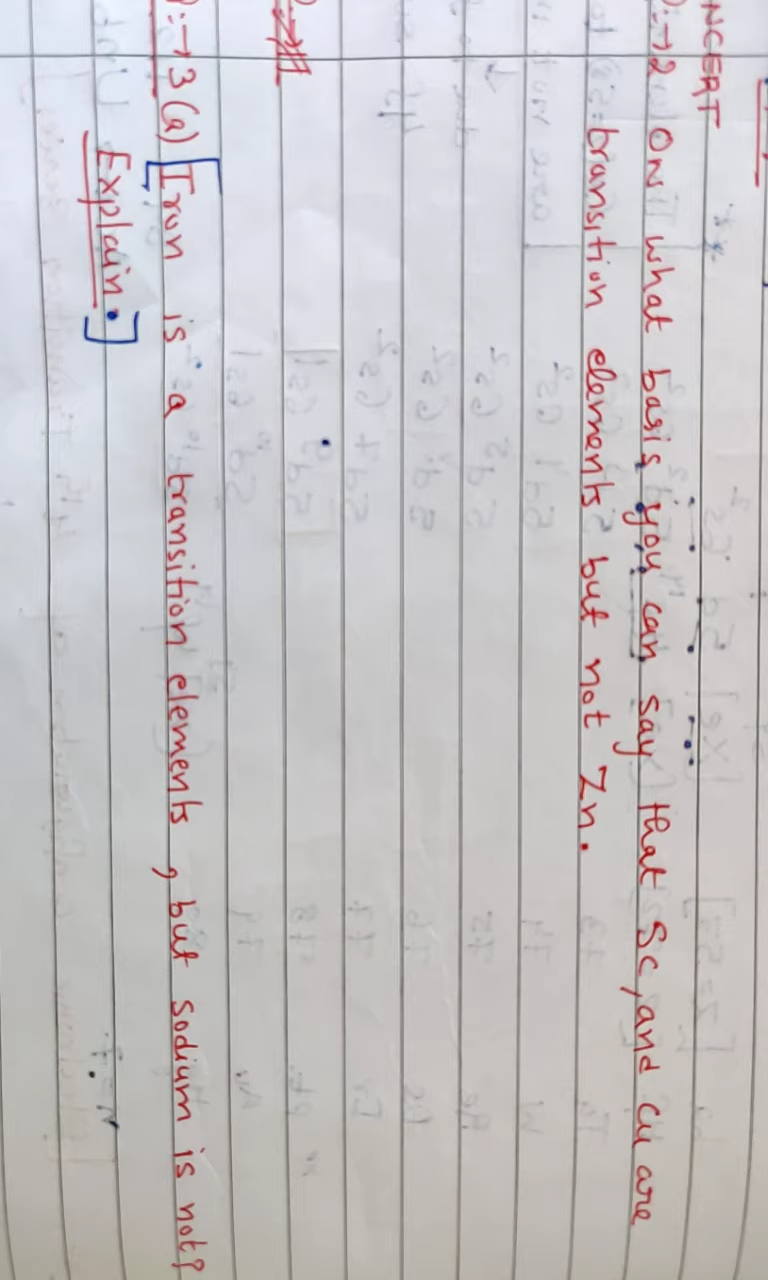 NCERT
:→2 ON what basis you can say that Sc, and Cu are
transition elements but not Zn.
:→3 (a) [Iron is a transition elements, but sodium is not?
Explain.]